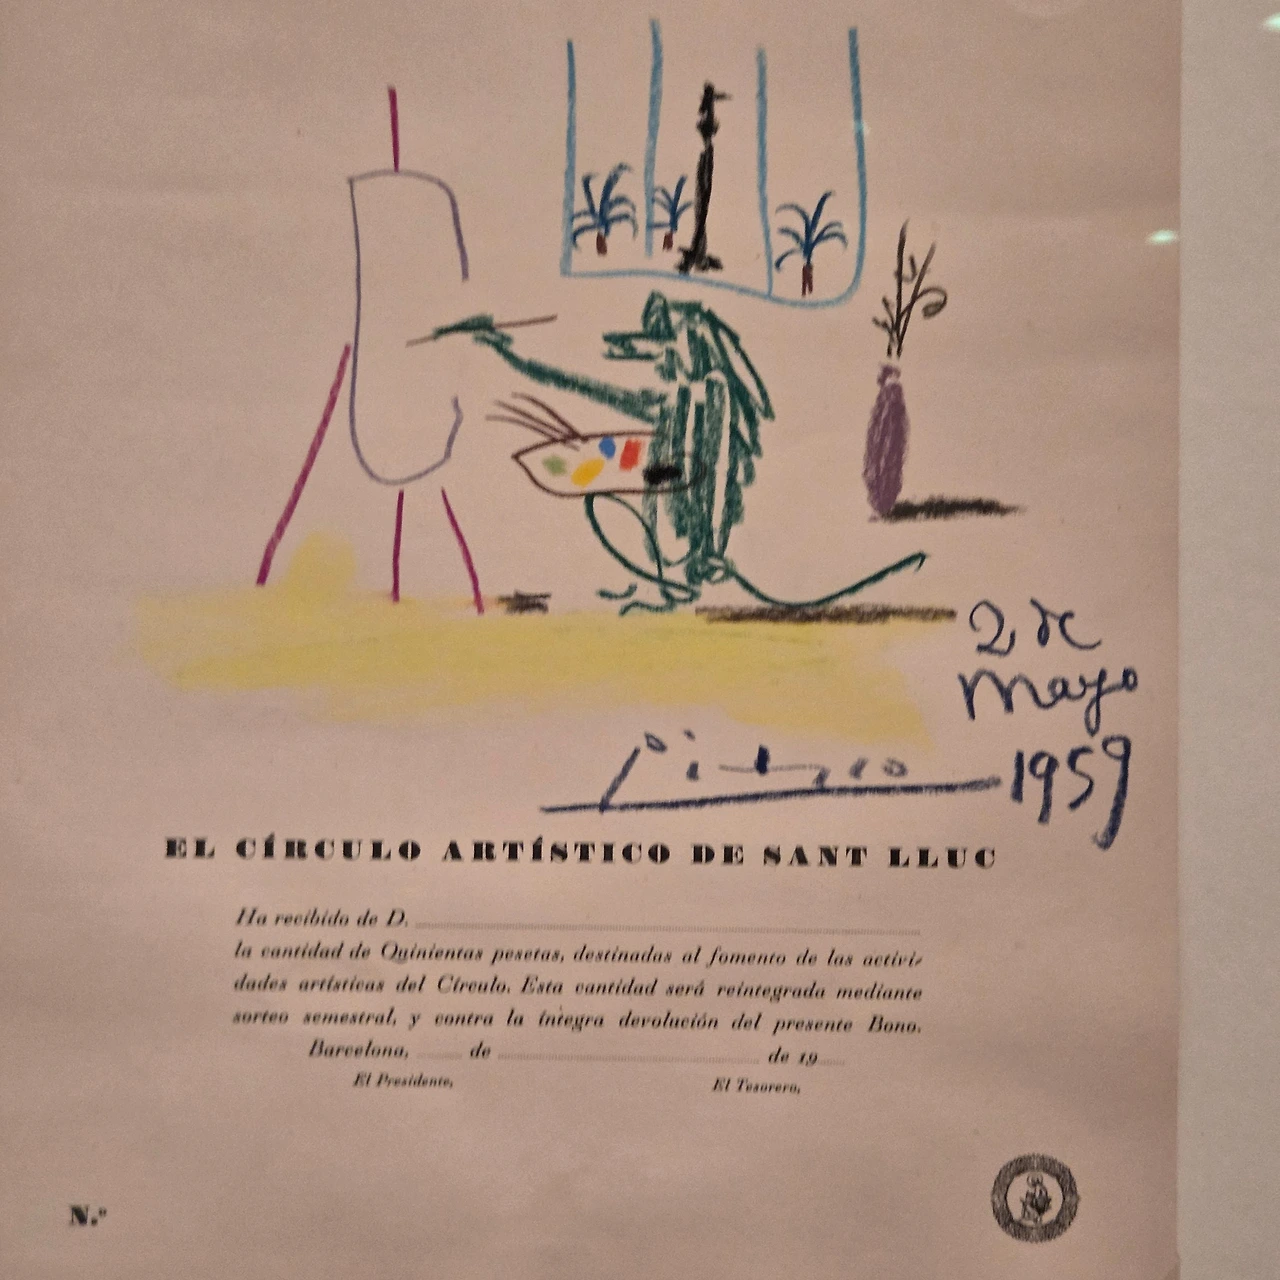 2 de
Mayo
1959
Picasso
EL CÍRCULO ARTÍSTICO DE SANT LLUC
Ha recibido de D.
la cantidad de Quinientas pesetas, destinadas al fomento de las activi-
dades artísticas del Círculo. Esta cantidad será reintegrada mediante
sorteo semestral, y contra la íntegra devolución del presente Bono.
Barcelona, de de 19
El Presidente, El Tesorero,
N.º